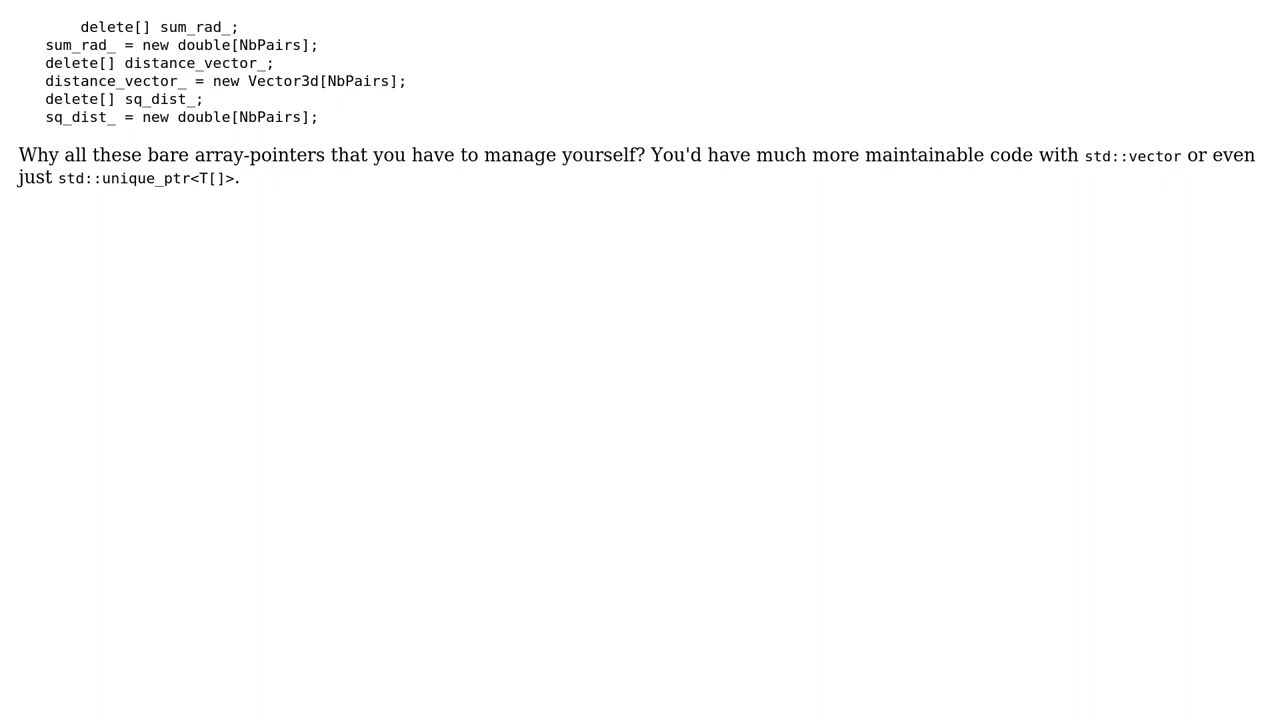 delete[] sum_rad_;
sum_rad_ = new double[NbPairs];
delete[] distance_vector_;
distance_vector_ = new Vector3d[NbPairs];
delete[] sq_dist_;
sq_dist_ = new double[NbPairs];
Why all these bare array-pointers that you have to manage yourself? You'd have much more maintainable code with std::vector or even
just std::unique_ptr<T[]>.